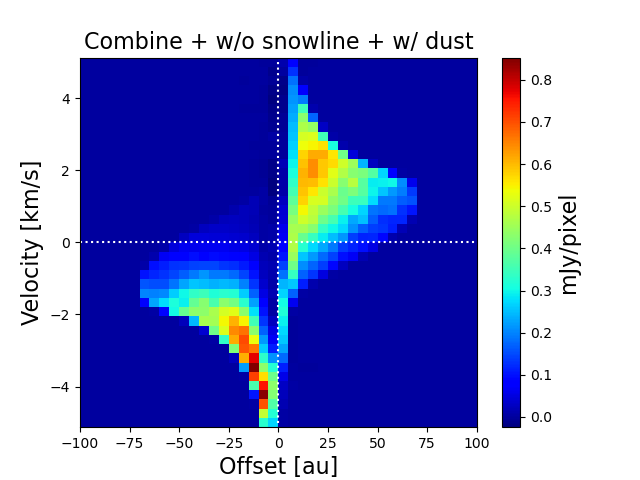 Combine + w/o snowline + w/ dust
Velocity [km/s]
4
2
0
−2
−4
−100 −75 −50 −25 0 25 50 75 100
Offset [au]
0.8
0.7
0.6
0.5
0.4
0.3
0.2
0.1
0.0
mJy/pixel